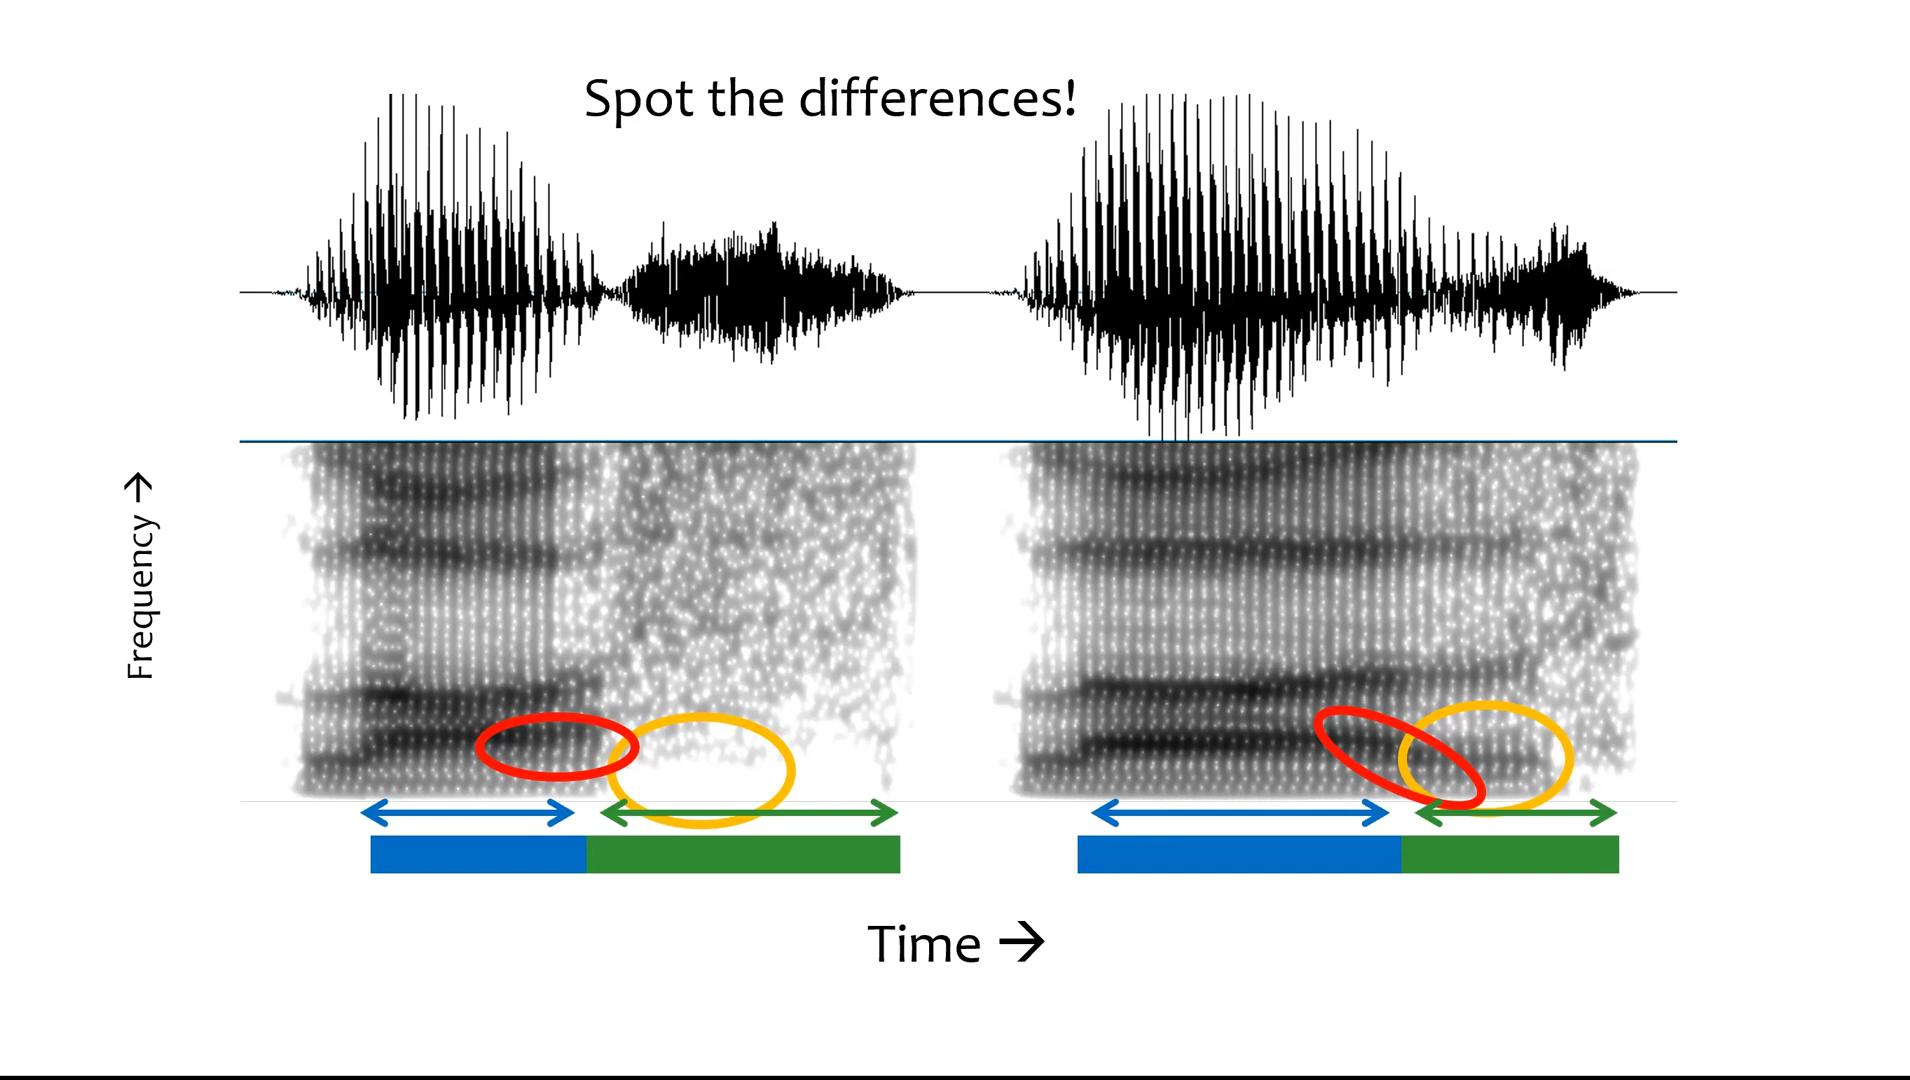 Spot the differences!
Frequency →
Time →